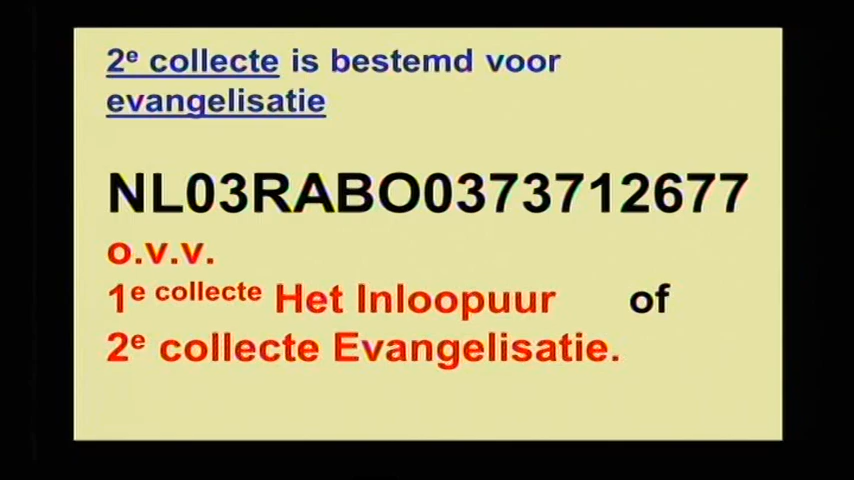 2e collecte is bestemd voor
evangelisatie
NL03RABO0373712677
o.v.v.
1e collecte Het Inloopuur of
2e collecte Evangelisatie.